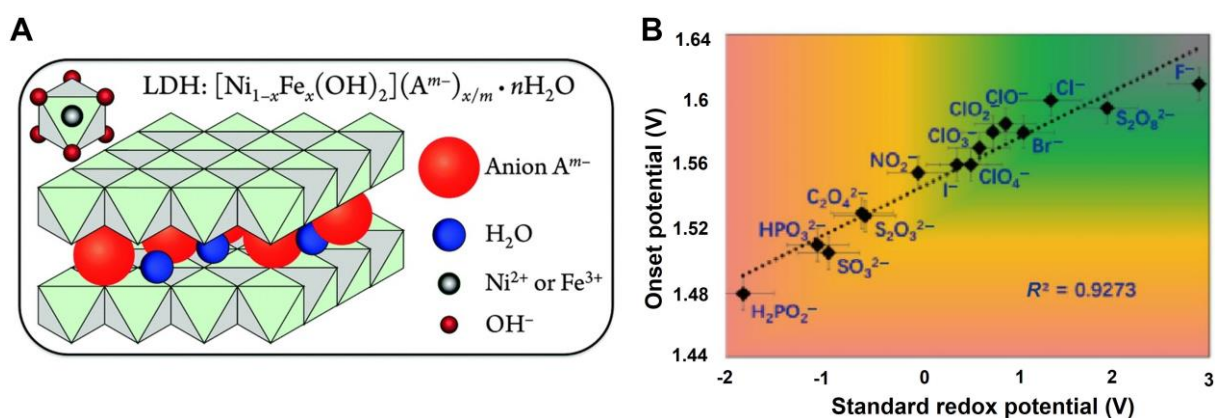 A
LDH: [Ni₁₋ₓFeₓ(OH)₂](Aᵐ⁻)ₓ/ₘ · nH₂O
Anion Aᵐ⁻
H₂O
Ni²⁺ or Fe³⁺
OH⁻
B
Onset potential (V)
1.64
1.6
1.56
1.52
1.48
1.44
F⁻
Cl⁻
ClO⁻
S₂O₈²⁻
ClO₂⁻
Br⁻
ClO₃⁻
NO₂⁻
I⁻
ClO₄⁻
C₂O₄²⁻
S₂O₃²⁻
HPO₃²⁻
SO₃²⁻
H₂PO₂⁻
R² = 0.9273
-2 -1 0 1 2 3
Standard redox potential (V)